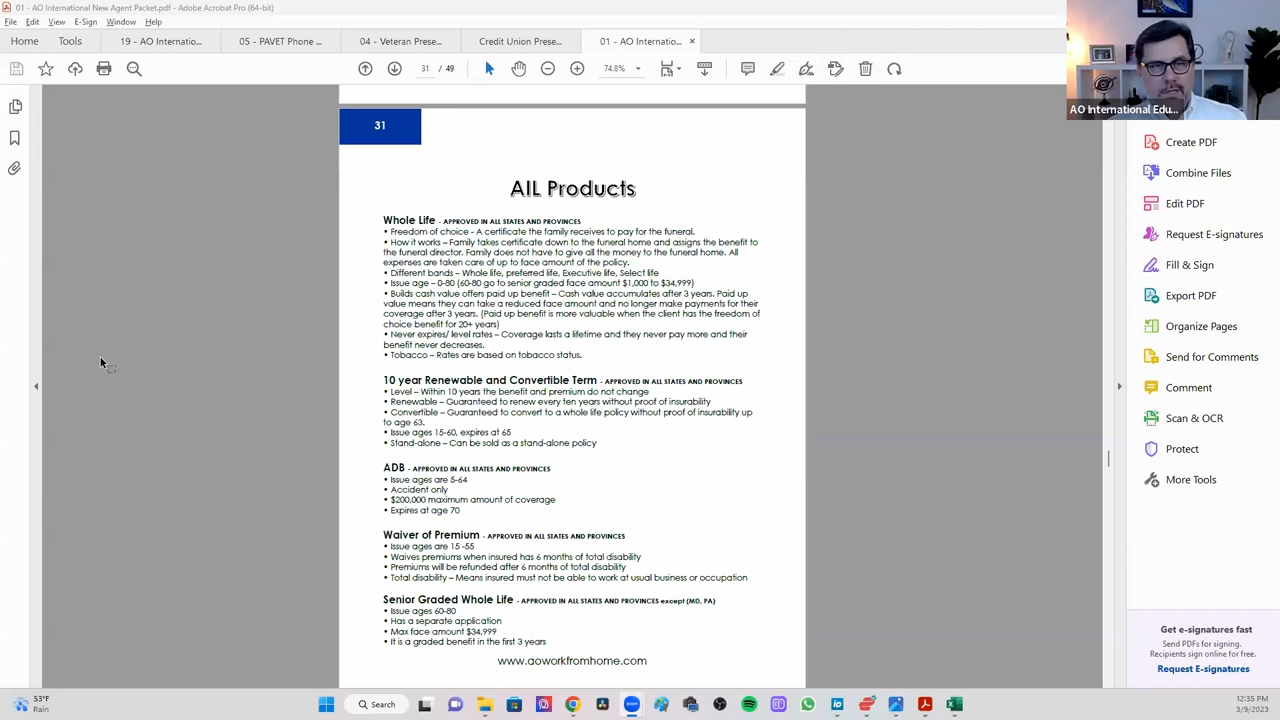 01 - AO International New Agent Packet.pdf - Adobe Acrobat Pro (64-bit)
File Edit View E-Sign Window Help
Home Tools 19 - AO Internatio... 05 - PAVET Phone ... 04 - Veteran Prese... Credit Union Prese... 01 - AO Internatio... ×
31 / 49 74.8%
AO International Edu...
31
AIL Products
Whole Life - APPROVED IN ALL STATES AND PROVINCES
• Freedom of choice - A certificate the family receives to pay for the funeral.
• How it works – Family takes certificate down to the funeral home and assigns the benefit to
the funeral director. Family does not have to give all the money to the funeral home. All
expenses are taken care of up to face amount of the policy.
• Different bands – Whole life, preferred life, Executive life, Select life
• Issue age – 0-80 (60-80 go to senior graded face amount $1,000 to $34,999)
• Builds cash value offers paid up benefit – Cash value accumulates after 3 years. Paid up
value means they can take a reduced face amount and no longer make payments for their
coverage after 3 years. (Paid up benefit is more valuable when the client has the freedom of
choice benefit for 20+ years)
• Never expires/ level rates – Coverage lasts a lifetime and they never pay more and their
benefit never decreases.
• Tobacco – Rates are based on tobacco status.
10 year Renewable and Convertible Term - APPROVED IN ALL STATES AND PROVINCES
• Level – Within 10 years the benefit and premium do not change
• Renewable – Guaranteed to renew every ten years without proof of insurability
• Convertible – Guaranteed to convert to a whole life policy without proof of insurability up
to age 63.
• Issue ages 15-60, expires at 65
• Stand-alone – Can be sold as a stand-alone policy
ADB - APPROVED IN ALL STATES AND PROVINCES
• Issue ages are 5-64
• Accident only
• $200,000 maximum amount of coverage
• Expires at age 70
Waiver of Premium - APPROVED IN ALL STATES AND PROVINCES
• Issue ages are 15 -55
• Waives premiums when insured has 6 months of total disability
• Premiums will be refunded after 6 months of total disability
• Total disability – Means insured must not be able to work at usual business or occupation
Senior Graded Whole Life - APPROVED IN ALL STATES AND PROVINCES except (MD, PA)
• Issue ages 60-80
• Has a separate application
• Max face amount $34,999
• It is a graded benefit in the first 3 years
www.aoworkfromhome.com
Create PDF
Combine Files
Edit PDF
Request E-signatures
Fill & Sign
Export PDF
Organize Pages
Send for Comments
Comment
Scan & OCR
Protect
More Tools
Get e-signatures fast
Send PDFs for signing.
Recipients sign online for free.
Request E-signatures
53°F
Rain
Search
zoom
12:35 PM
3/9/2023